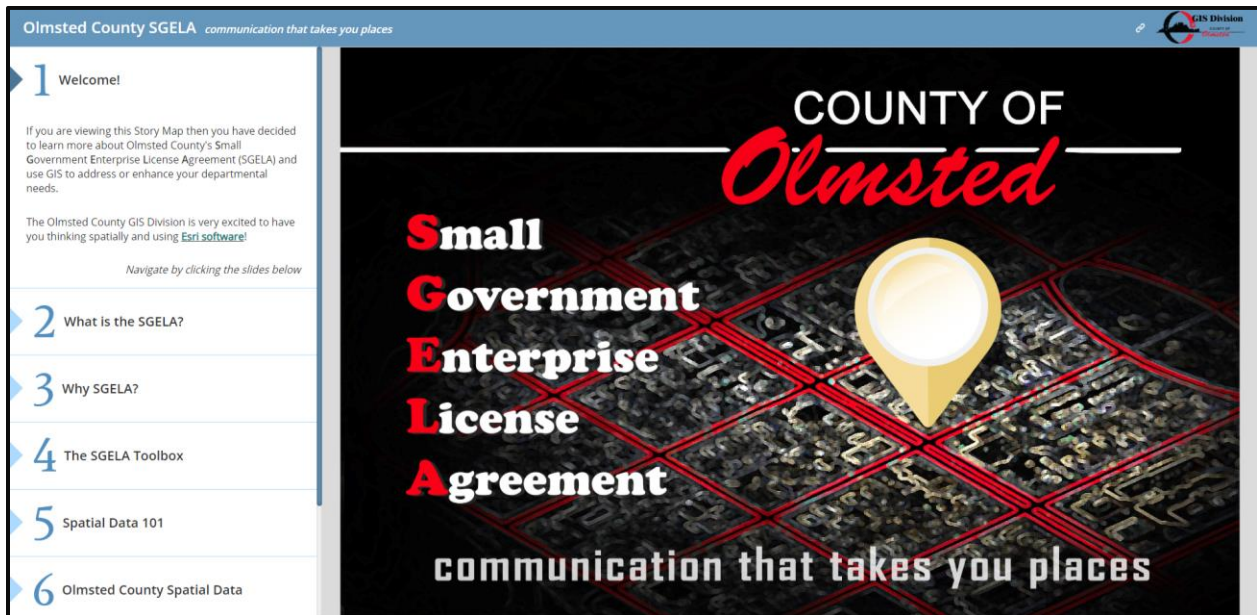 Olmsted County SGELA communication that takes you places
GIS Division
COUNTY OF
Olmsted
1 Welcome!
If you are viewing this Story Map then you have decided
to learn more about Olmsted County's Small
Government Enterprise License Agreement (SGELA) and
use GIS to address or enhance your departmental
needs.
The Olmsted County GIS Division is very excited to have
you thinking spatially and using Esri software!
Navigate by clicking the slides below
2 What is the SGELA?
3 Why SGELA?
4 The SGELA Toolbox
5 Spatial Data 101
6 Olmsted County Spatial Data
COUNTY OF
Olmsted
Small
Government
Enterprise
License
Agreement
communication that takes you places